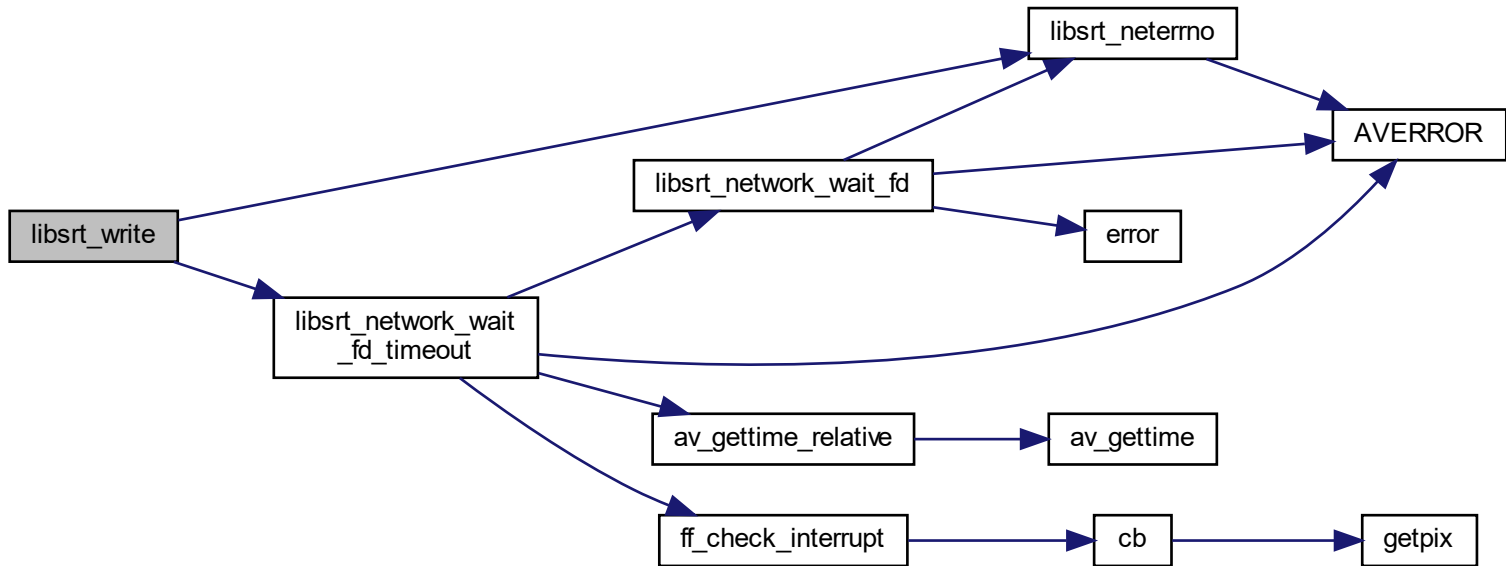 libsrt_neterrno
AVERROR
libsrt_network_wait_fd
libsrt_write
error
libsrt_network_wait
_fd_timeout
av_gettime_relative
av_gettime
ff_check_interrupt
cb
getpix